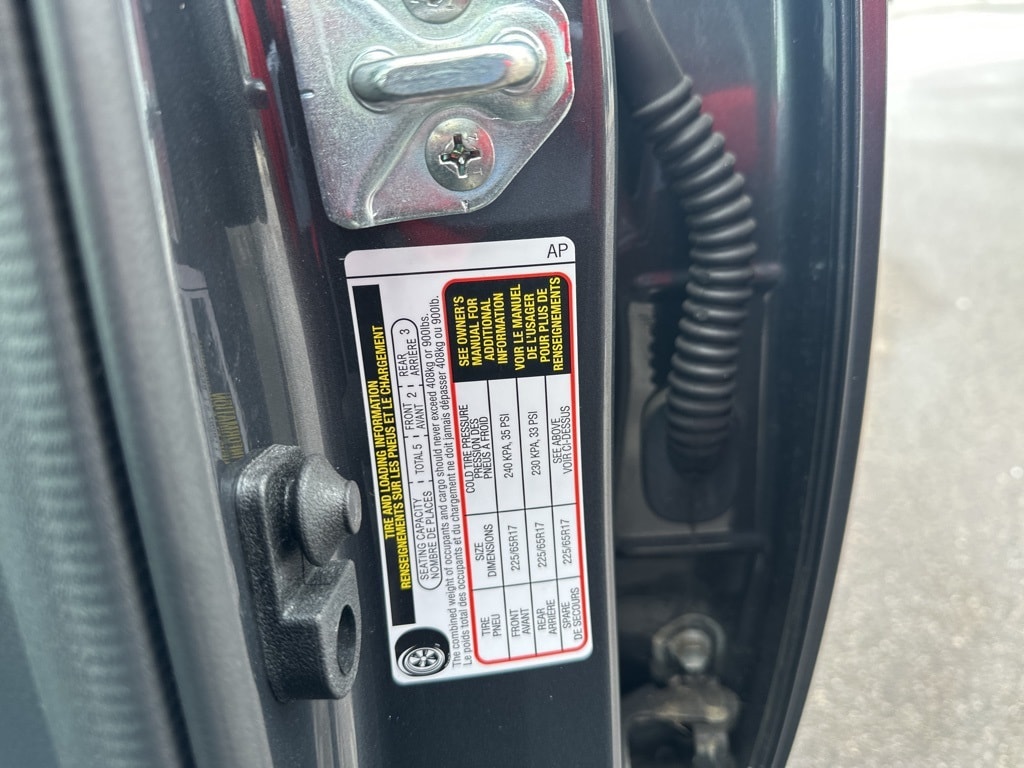 AP
TIRE AND LOADING INFORMATION
RENSEIGNEMENTS SUR LES PNEUS ET LE CHARGEMENT
SEATING CAPACITY TOTAL 5 FRONT 2 REAR 3
NOMBRE DE PLACES AVANT ARRIÈRE
The combined weight of occupants and cargo should never exceed 408kg or 900lbs.
Le poids total des occupants et du chargement ne doit jamais dépasser 408kg ou 900lb.
TIRE SIZE COLD TIRE PRESSURE
PNEU DIMENSIONS PRESSION DES
PNEUS À FROID
FRONT 225/65R17 240 KPA, 35 PSI
AVANT
REAR 225/65R17 230 KPA, 33 PSI
ARRIÈRE
SPARE 225/65R17 SEE ABOVE
DE SECOURS VOIR CI-DESSUS
SEE OWNER'S
MANUAL FOR
ADDITIONAL
INFORMATION
VOIR LE MANUEL
DE L'USAGER
POUR PLUS DE
RENSEIGNEMENTS